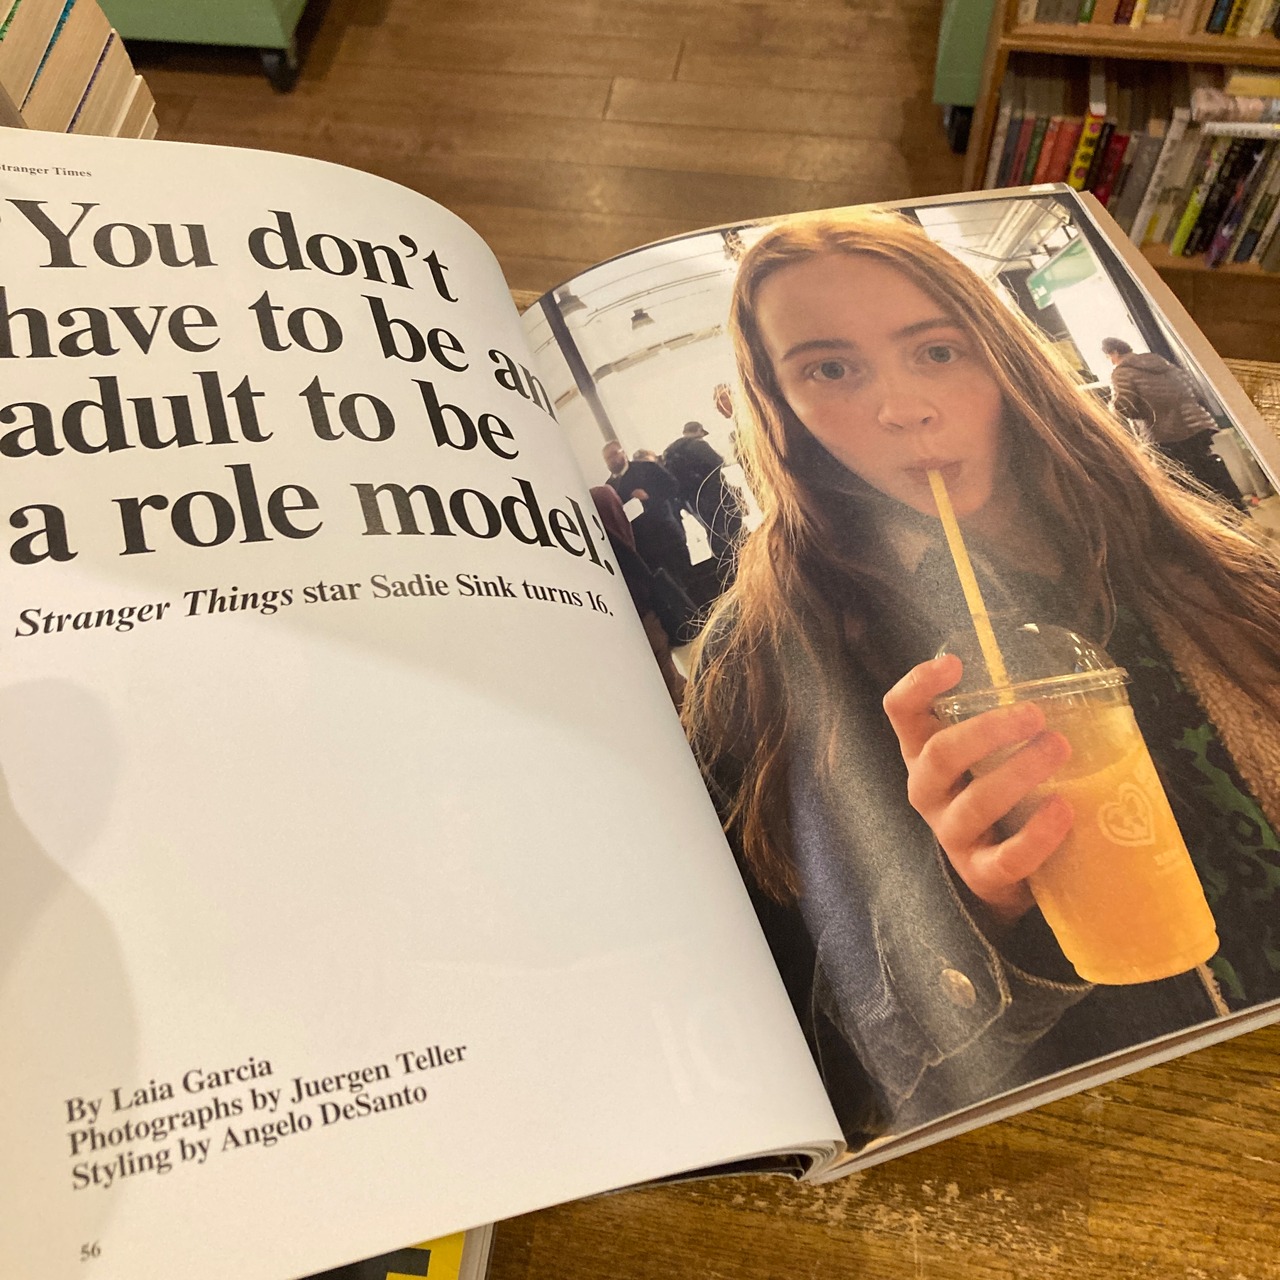 Stranger Times
‘You don’t
have to be an
adult to be
a role model.’
Stranger Things star Sadie Sink turns 16.
By Laia Garcia
Photographs by Juergen Teller
Styling by Angelo DeSanto
56